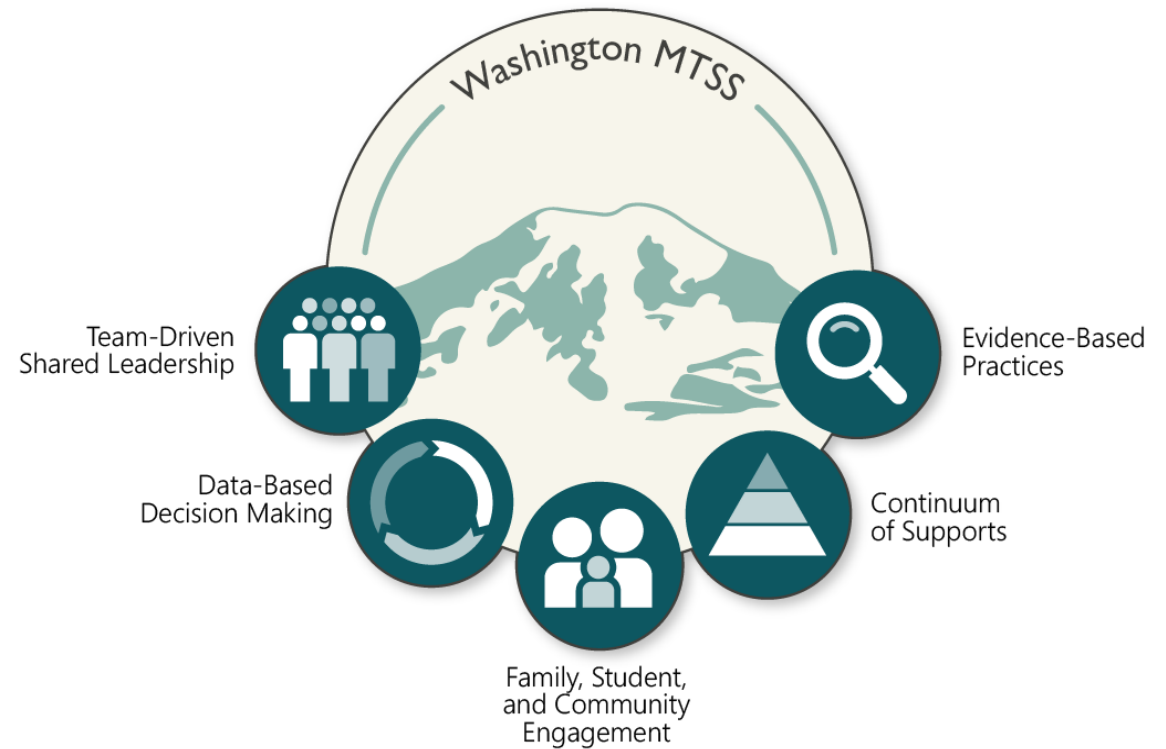 Washington MTSS
Team-Driven
Shared Leadership
Data-Based
Decision Making
Family, Student,
and Community
Engagement
Continuum
of Supports
Evidence-Based
Practices